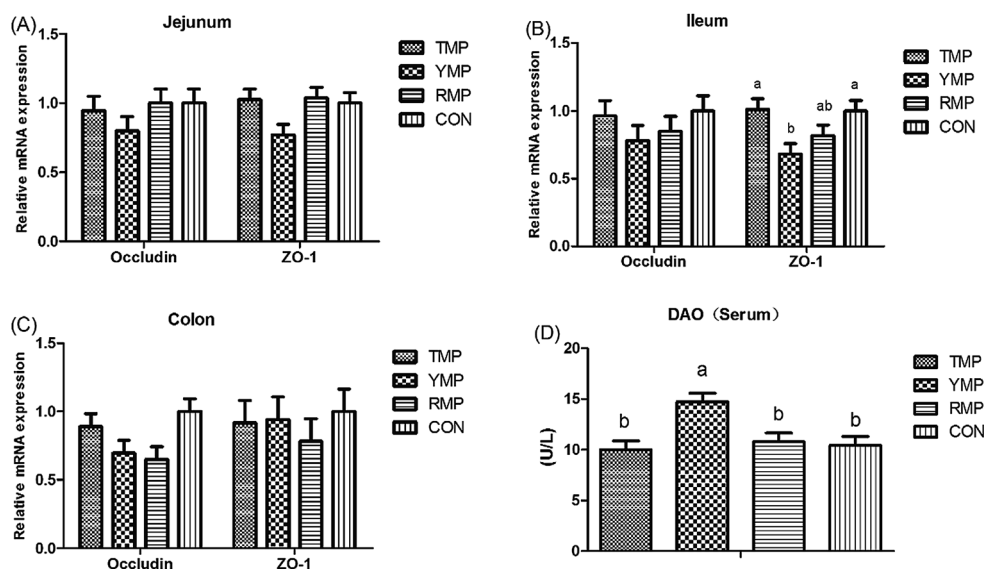 (A)
Jejunum
Relative mRNA expression
1.5
1.0
0.5
0.0
Occludin
ZO-1
TMP
YMP
RMP
CON
(B)
Ileum
Relative mRNA expression
1.5
1.0
0.5
0.0
a
b
ab
a
Occludin
ZO-1
TMP
YMP
RMP
CON
(C)
Colon
Relative mRNA expression
1.5
1.0
0.5
0.0
Occludin
ZO-1
TMP
YMP
RMP
CON
(D)
DAO（Serum）
(U/L)
20
15
10
5
0
b
a
b
b
TMP
YMP
RMP
CON